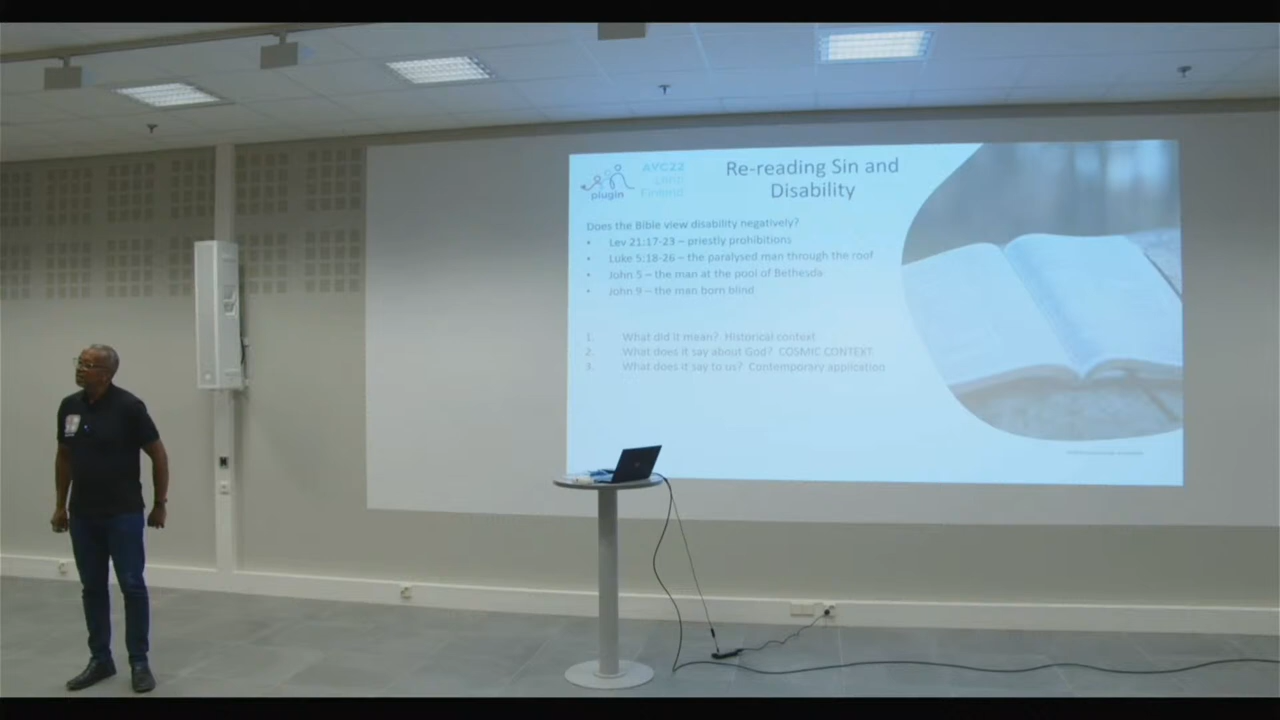 plugin
AYC22
Lahti
Finland
Re-reading Sin and
Disability
Does the Bible view disability negatively?
• Lev 21:17-23 – priestly prohibitions
• Luke 5:18-26 – the paralysed man through the roof
• John 5 – the man at the pool of Bethesda
• John 9 – the man born blind
1. What did it mean? Historical context
2. What does it say about God? COSMIC CONTEXT
3. What does it say to us? Contemporary application